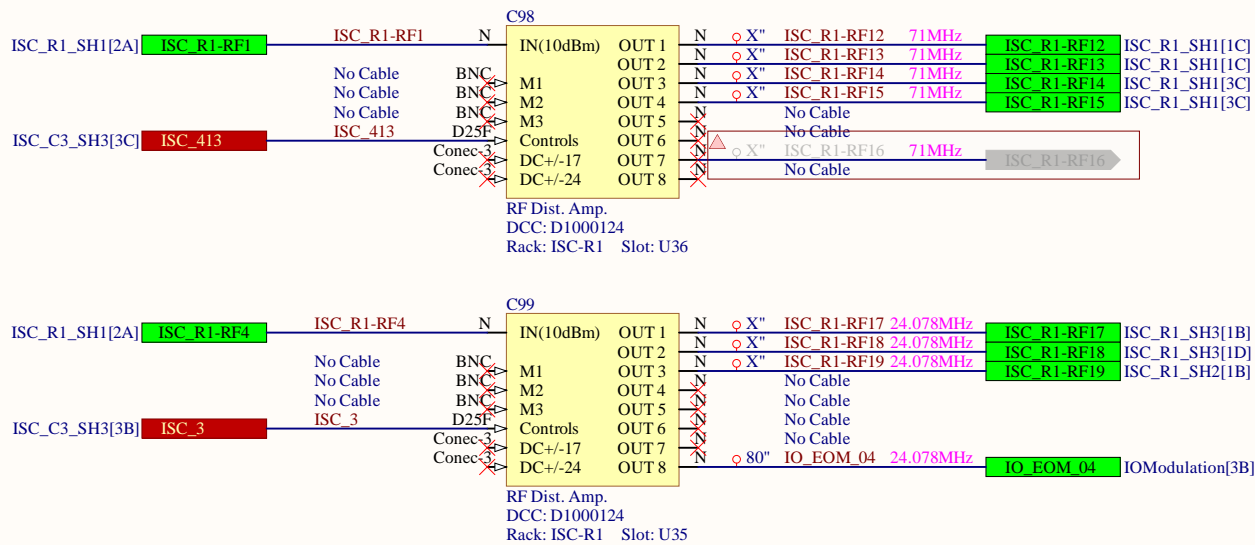 C98
ISC_R1_SH1[2A] ISC_R1-RF1 ISC_R1-RF1 N IN(10dBm) OUT 1 N X" ISC_R1-RF12 71MHz ISC_R1-RF12 ISC_R1_SH1[1C]
OUT 2 N X" ISC_R1-RF13 71MHz ISC_R1-RF13 ISC_R1_SH1[1C]
No Cable BNC M1 OUT 3 N X" ISC_R1-RF14 71MHz ISC_R1-RF14 ISC_R1_SH1[3C]
No Cable BNC M2 OUT 4 N X" ISC_R1-RF15 71MHz ISC_R1-RF15 ISC_R1_SH1[3C]
No Cable BNC M3 OUT 5 N No Cable
ISC_C3_SH3[3C] ISC_413 ISC_413 D25F Controls OUT 6 N No Cable
Conec-3 DC+/-17 OUT 7 N X" ISC_R1-RF16 71MHz ISC_R1-RF16
Conec-3 DC+/-24 OUT 8 N No Cable
RF Dist. Amp.
DCC: D1000124
Rack: ISC-R1 Slot: U36
C99
ISC_R1_SH1[2A] ISC_R1-RF4 ISC_R1-RF4 N IN(10dBm) OUT 1 N X" ISC_R1-RF17 24.078MHz ISC_R1-RF17 ISC_R1_SH3[1B]
OUT 2 N X" ISC_R1-RF18 24.078MHz ISC_R1-RF18 ISC_R1_SH3[1D]
No Cable BNC M1 OUT 3 N X" ISC_R1-RF19 24.078MHz ISC_R1-RF19 ISC_R1_SH2[1B]
No Cable BNC M2 OUT 4 N No Cable
No Cable BNC M3 OUT 5 N No Cable
ISC_C3_SH3[3B] ISC_3 ISC_3 D25F Controls OUT 6 N No Cable
Conec-3 DC+/-17 OUT 7 N No Cable
Conec-3 DC+/-24 OUT 8 N 80" IO_EOM_04 24.078MHz IO_EOM_04 IOModulation[3B]
RF Dist. Amp.
DCC: D1000124
Rack: ISC-R1 Slot: U35